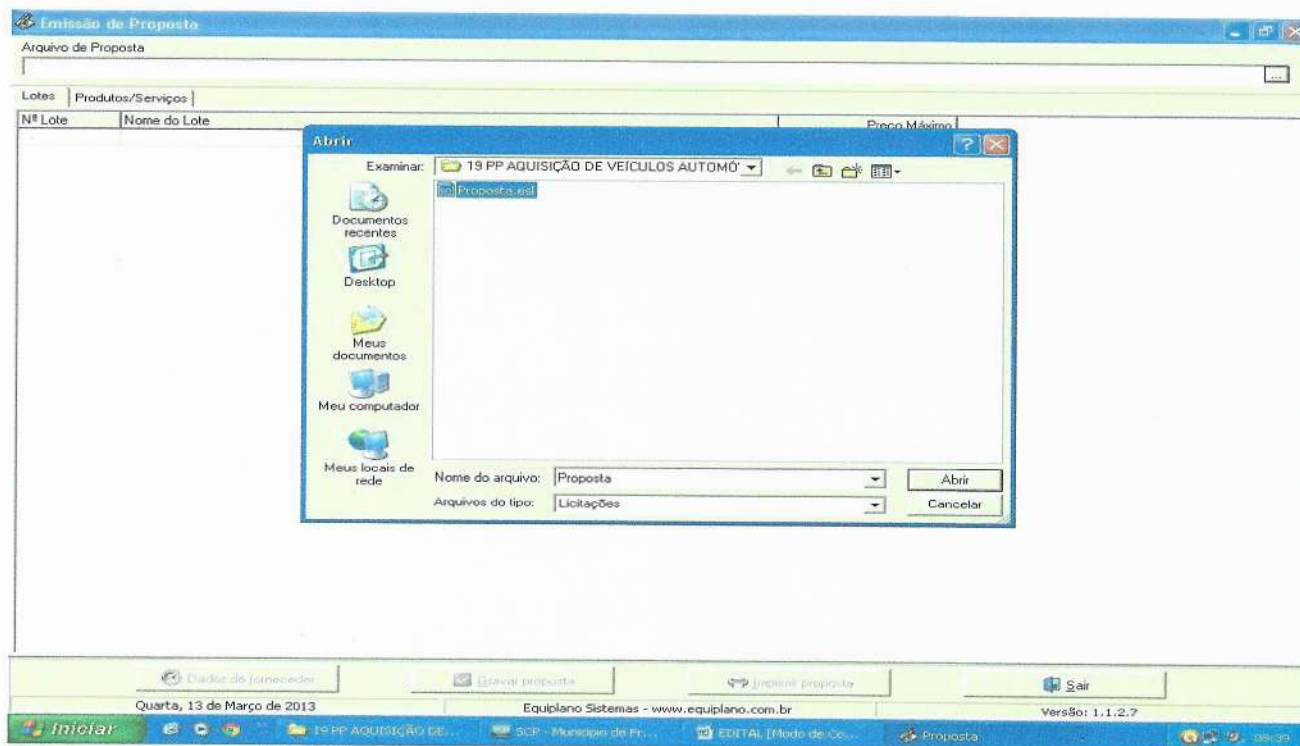 Emissão de Proposta
Arquivo de Proposta
...
Lotes
Produtos/Serviços
Nº Lote
Nome do Lote
Preço Máximo
Abrir
Examinar:
19 PP AQUISIÇÃO DE VEÍCULOS AUTOMÓ
Proposta.esl
Documentos
recentes
Desktop
Meus
documentos
Meu computador
Meus locais de
rede
Nome do arquivo:
Proposta
Abrir
Arquivos do tipo:
Licitações
Cancelar
Dados do fornecedor
Gravar proposta
Imprimir proposta
Sair
Quarta, 13 de Março de 2013
Equiplano Sistemas - www.equiplano.com.br
Versão: 1.1.2.7
Iniciar
19 PP AQUISIÇÃO DE...
SCP - Município de Fr...
EDITAL [Modo de Co...
Proposta
08:39